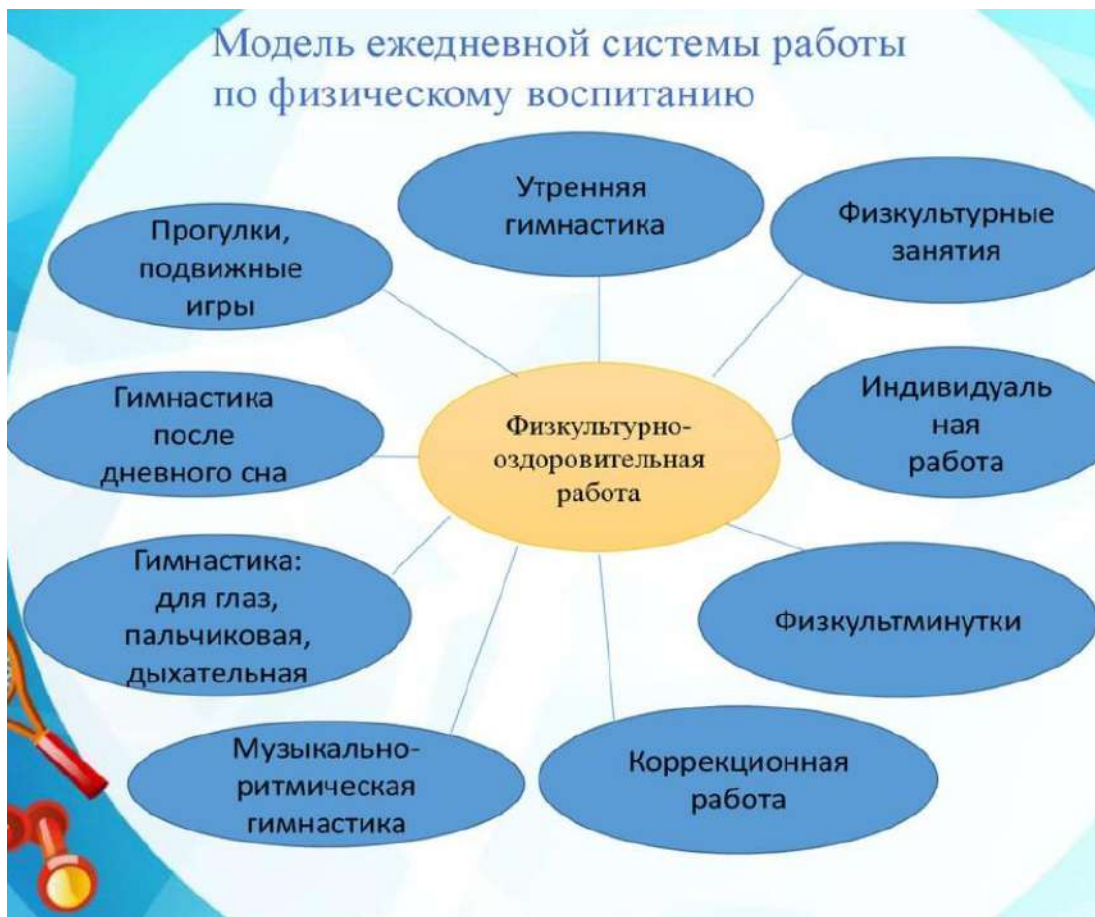 Модель ежедневной системы работы
по физическому воспитанию
Утренняя
гимнастика
Физкультурные
занятия
Прогулки,
подвижные
игры
Индивидуаль
ная
работа
Гимнастика
после
дневного сна
Физкультурно-
оздоровительная
работа
Гимнастика:
для глаз,
пальчиковая,
дыхательная
Физкультминутки
Музыкально-
ритмическая
гимнастика
Коррекционная
работа